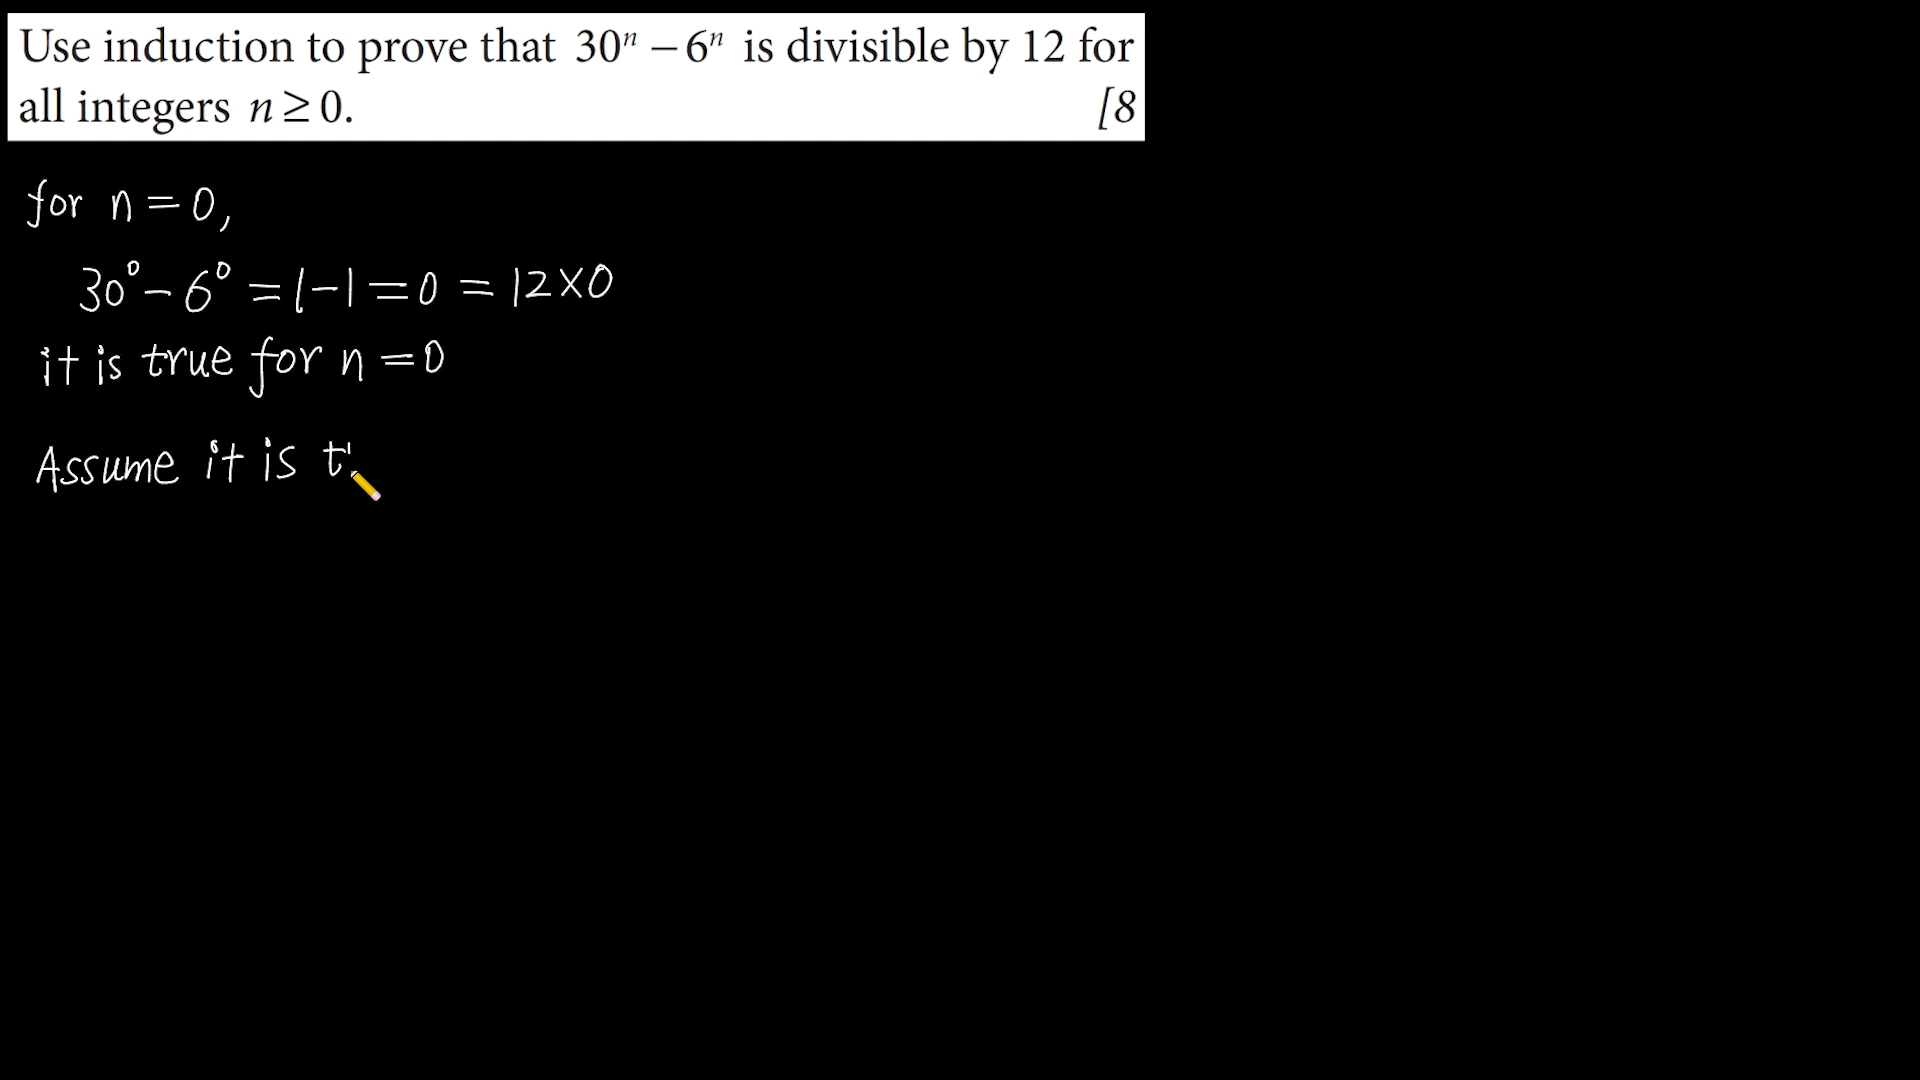 Use induction to prove that 30ⁿ – 6ⁿ is divisible by 12 for
all integers n ≥ 0. [8
for n = 0,
30⁰ – 6⁰ = 1 – 1 = 0 = 12 × 0
it is true for n = 0
Assume it is t